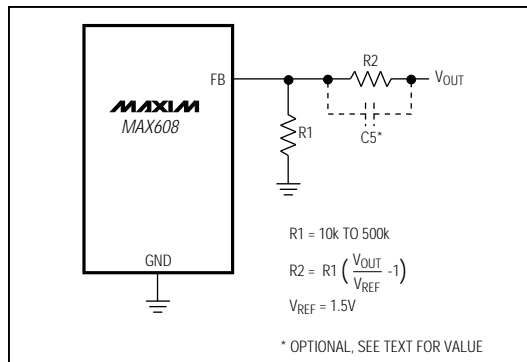 R2
FB
VOUT
MAXIM
MAX608
R1
C5*
R1 = 10k TO 500k
GND
R2 = R1 ( VOUT / VREF -1)
VREF = 1.5V
* OPTIONAL, SEE TEXT FOR VALUE